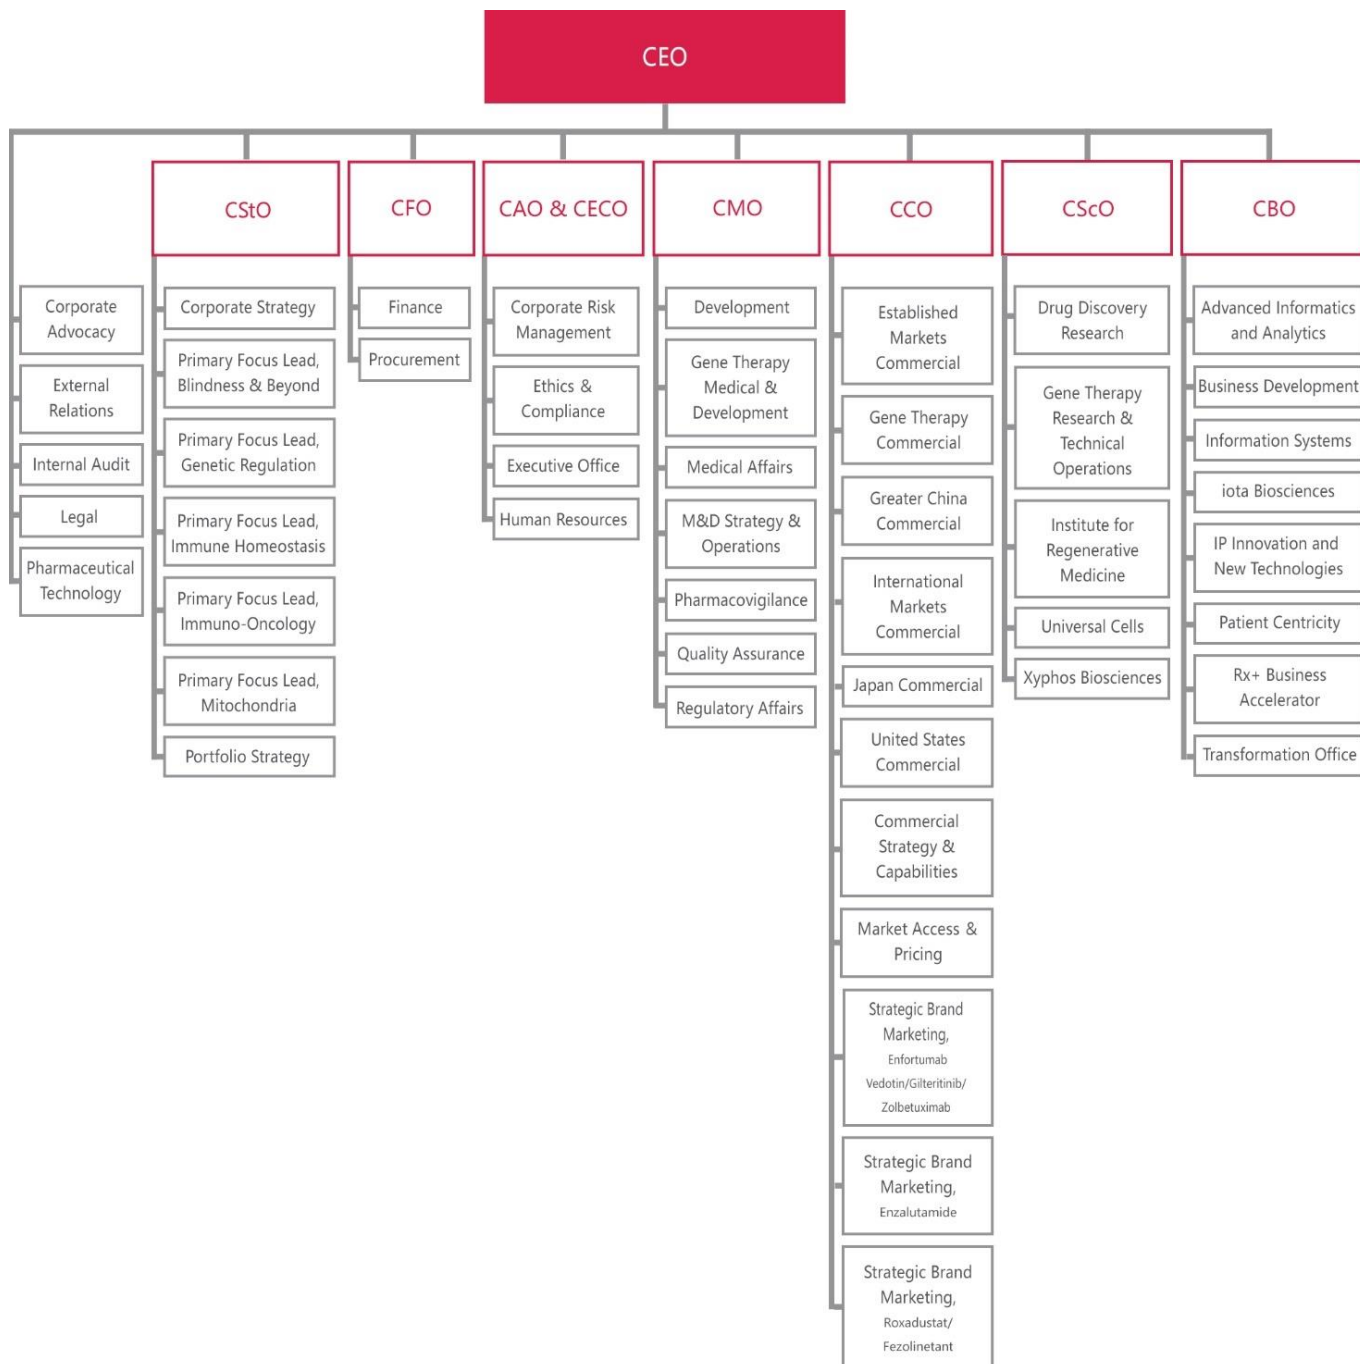 CEO
CStO
CFO
CAO & CECO
CMO
CCO
CScO
CBO
Corporate
Advocacy
External
Relations
Internal Audit
Legal
Pharmaceutical
Technology
Corporate Strategy
Primary Focus Lead,
Blindness & Beyond
Primary Focus Lead,
Genetic Regulation
Primary Focus Lead,
Immune Homeostasis
Primary Focus Lead,
Immuno-Oncology
Primary Focus Lead,
Mitochondria
Portfolio Strategy
Finance
Procurement
Corporate Risk
Management
Ethics &
Compliance
Executive Office
Human Resources
Development
Gene Therapy
Medical &
Development
Medical Affairs
M&D Strategy &
Operations
Pharmacovigilance
Quality Assurance
Regulatory Affairs
Established
Markets
Commercial
Gene Therapy
Commercial
Greater China
Commercial
International
Markets
Commercial
Japan Commercial
United States
Commercial
Commercial
Strategy &
Capabilities
Market Access &
Pricing
Strategic Brand
Marketing,
Enfortumab
Vedotin/Gilteritinib/
Zolbetuximab
Strategic Brand
Marketing,
Enzalutamide
Strategic Brand
Marketing,
Roxadustat/
Fezolinetant
Drug Discovery
Research
Gene Therapy
Research &
Technical
Operations
Institute for
Regenerative
Medicine
Universal Cells
Xyphos Biosciences
Advanced Informatics
and Analytics
Business Development
Information Systems
iota Biosciences
IP Innovation and
New Technologies
Patient Centricity
Rx+ Business
Accelerator
Transformation Office